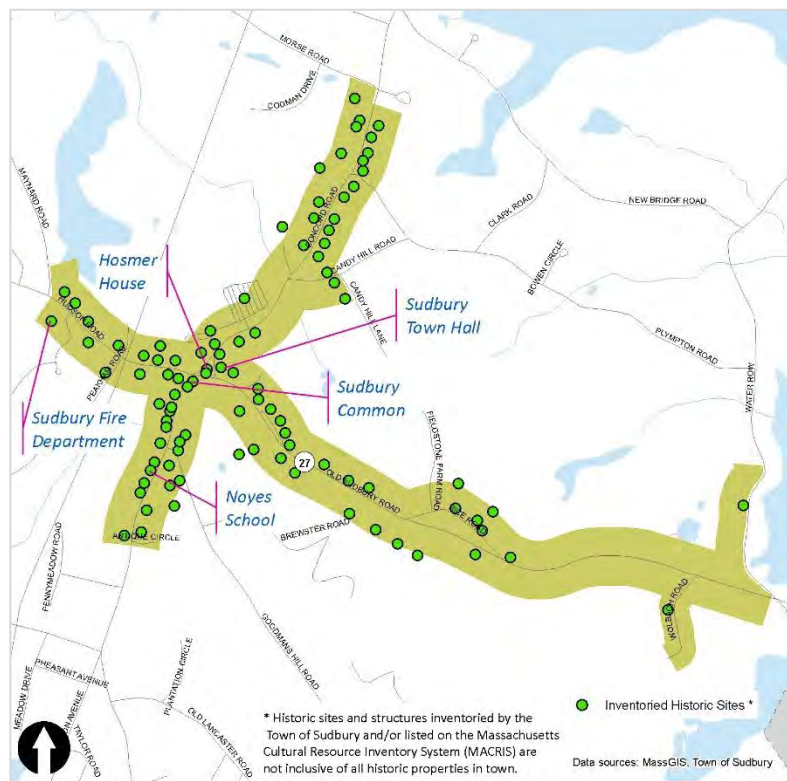 MORSE ROAD
CODMAN DRIVE
MAYNARD ROAD
CONCORD ROAD
CLARK ROAD
NEW BRIDGE ROAD
CANDY HILL ROAD
BOWEN CIRCLE
CANDY HILL LANE
Hosmer
House
HUDSON ROAD
Sudbury
Town Hall
PLYMPTON ROAD
WATER ROW
PEAKHAM ROAD
Sudbury
Common
Sudbury Fire
Department
FIELDSTONE FARM ROAD
27
OLD SUDBURY ROAD
Noyes
School
BREWSTER ROAD
CIRCLE
PENNYMEADOW ROAD
GOODMANS HILL ROAD
WOLBACH ROAD
PHEASANT AVENUE
PLANTATION CIRCLE
MEADOW DRIVE
AVENUE
TAYLOR ROAD
OLD LANCASTER ROAD
* Historic sites and structures inventoried by the
Town of Sudbury and/or listed on the Massachusetts
Cultural Resource Inventory System (MACRIS) are
not inclusive of all historic properties in town.
Inventoried Historic Sites *
Data sources: MassGIS, Town of Sudbury